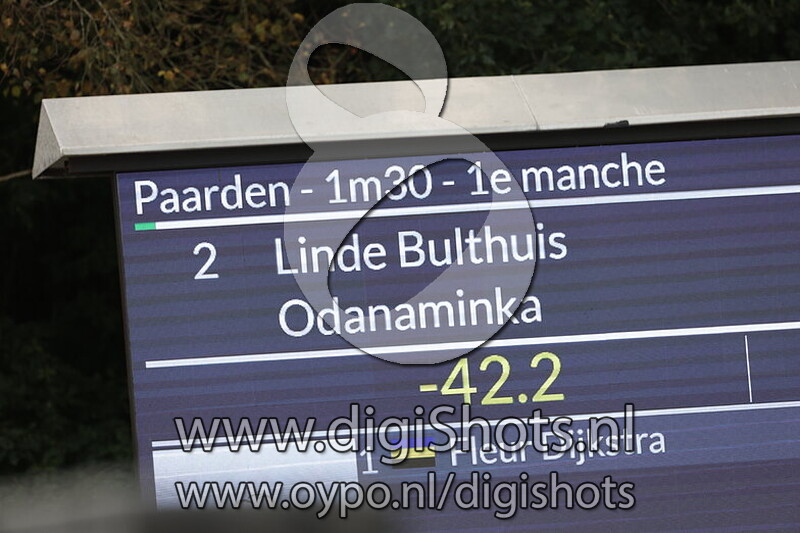 Paarden - 1m30 - 1e manche
2 Linde Bulthuis
Odanaminka
-42.2
www.digiShots.nl
1 Fleur Dijkstra
www.oypo.nl/digishots